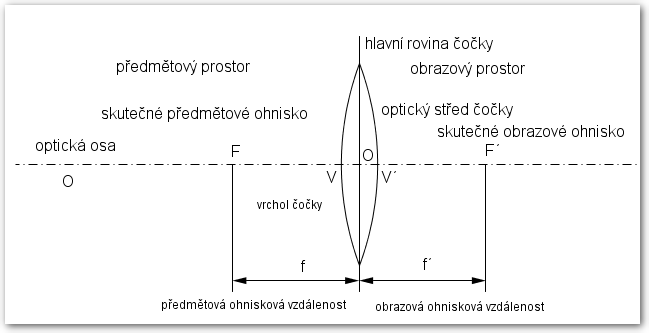 hlavní rovina čočky
předmětový prostor
obrazový prostor
skutečné předmětové ohnisko
optický střed čočky
skutečné obrazové ohnisko
optická osa
F
O
F´
O
V
V´
vrchol čočky
f
f´
předmětová ohnisková vzdálenost
obrazová ohnisková vzdálenost